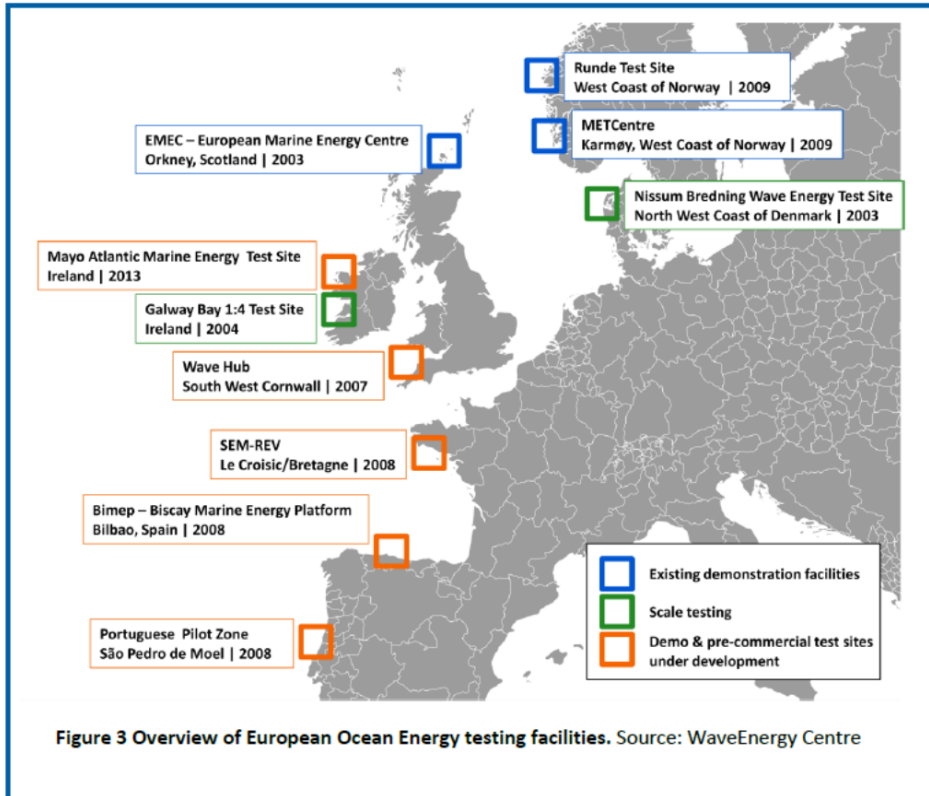 Runde Test Site
West Coast of Norway | 2009
METCentre
Karmøy, West Coast of Norway | 2009
EMEC – European Marine Energy Centre
Orkney, Scotland | 2003
Nissum Bredning Wave Energy Test Site
North West Coast of Denmark | 2003
Mayo Atlantic Marine Energy Test Site
Ireland | 2013
Galway Bay 1:4 Test Site
Ireland | 2004
Wave Hub
South West Cornwall | 2007
SEM-REV
Le Croisic/Bretagne | 2008
Bimep – Biscay Marine Energy Platform
Bilbao, Spain | 2008
Portuguese Pilot Zone
São Pedro de Moel | 2008
Existing demonstration facilities
Scale testing
Demo & pre-commercial test sites
under development
Figure 3 Overview of European Ocean Energy testing facilities. Source: WaveEnergy Centre